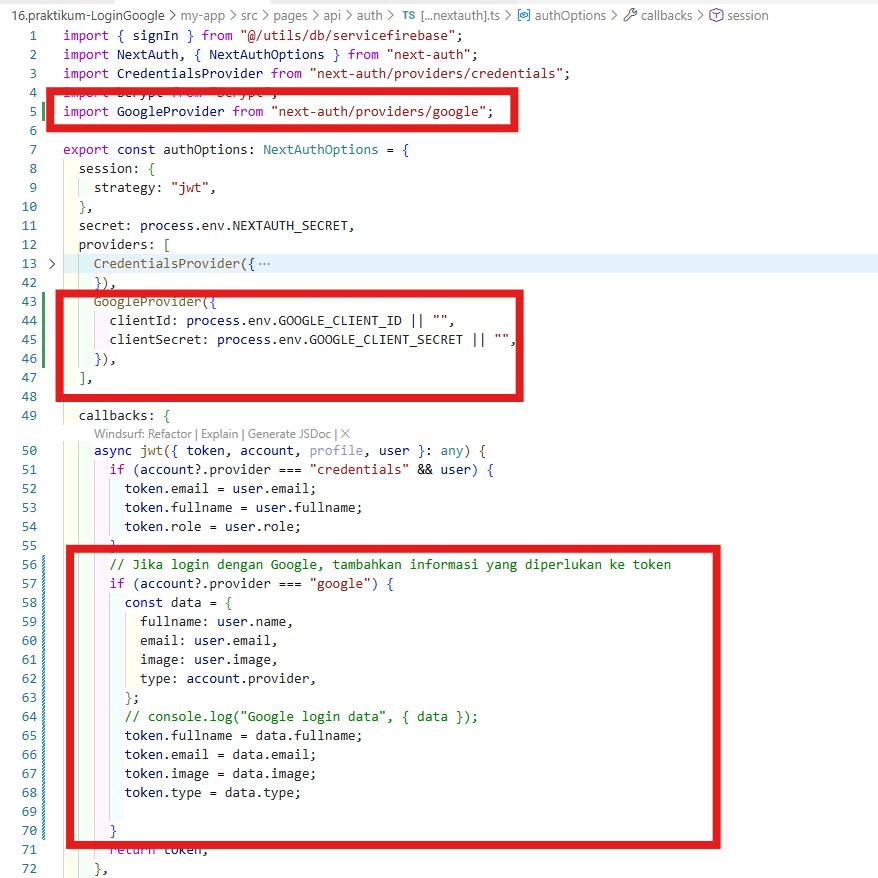 16.praktikum-LoginGoogle > my-app > src > pages > api > auth > TS [...nextauth].ts > authOptions > callbacks > session
1 import { signIn } from "@/utils/db/servicefirebase";
2 import NextAuth, { NextAuthOptions } from "next-auth";
3 import CredentialsProvider from "next-auth/providers/credentials";
4 import bcrypt from "bcrypt";
5 import GoogleProvider from "next-auth/providers/google";
6
7 export const authOptions: NextAuthOptions = {
8 session: {
9 strategy: "jwt",
10 },
11 secret: process.env.NEXTAUTH_SECRET,
12 providers: [
13 > CredentialsProvider({ ···
42 }),
43 GoogleProvider({
44 clientId: process.env.GOOGLE_CLIENT_ID || "",
45 clientSecret: process.env.GOOGLE_CLIENT_SECRET || "",
46 }),
47 ],
48
49 callbacks: {
Windsurf: Refactor | Explain | Generate JSDoc | X
50 async jwt({ token, account, profile, user }: any) {
51 if (account?.provider === "credentials" && user) {
52 token.email = user.email;
53 token.fullname = user.fullname;
54 token.role = user.role;
55 }
56 // Jika login dengan Google, tambahkan informasi yang diperlukan ke token
57 if (account?.provider === "google") {
58 const data = {
59 fullname: user.name,
60 email: user.email,
61 image: user.image,
62 type: account.provider,
63 };
64 // console.log("Google login data", { data });
65 token.fullname = data.fullname;
66 token.email = data.email;
67 token.image = data.image;
68 token.type = data.type;
69
70 }
71 return token;
72 },